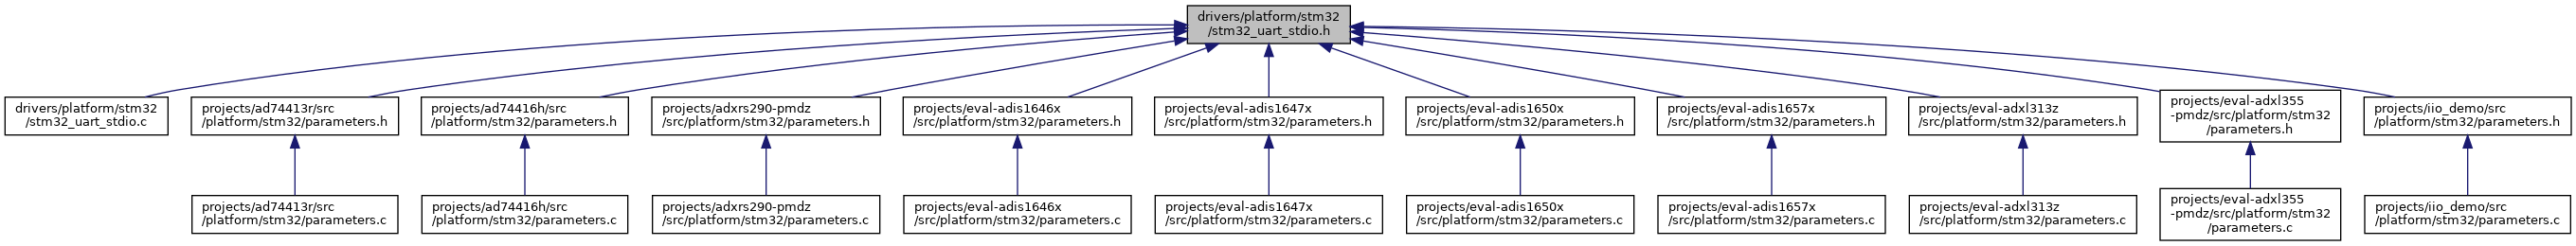 drivers/platform/stm32
/stm32_uart_stdio.h
drivers/platform/stm32
/stm32_uart_stdio.c
projects/ad74413r/src
/platform/stm32/parameters.h
projects/ad74416h/src
/platform/stm32/parameters.h
projects/adxrs290-pmdz
/src/platform/stm32/parameters.h
projects/eval-adis1646x
/src/platform/stm32/parameters.h
projects/eval-adis1647x
/src/platform/stm32/parameters.h
projects/eval-adis1650x
/src/platform/stm32/parameters.h
projects/eval-adis1657x
/src/platform/stm32/parameters.h
projects/eval-adxl313z
/src/platform/stm32/parameters.h
projects/eval-adxl355
-pmdz/src/platform/stm32
/parameters.h
projects/iio_demo/src
/platform/stm32/parameters.h
projects/ad74413r/src
/platform/stm32/parameters.c
projects/ad74416h/src
/platform/stm32/parameters.c
projects/adxrs290-pmdz
/src/platform/stm32/parameters.c
projects/eval-adis1646x
/src/platform/stm32/parameters.c
projects/eval-adis1647x
/src/platform/stm32/parameters.c
projects/eval-adis1650x
/src/platform/stm32/parameters.c
projects/eval-adis1657x
/src/platform/stm32/parameters.c
projects/eval-adxl313z
/src/platform/stm32/parameters.c
projects/eval-adxl355
-pmdz/src/platform/stm32
/parameters.c
projects/iio_demo/src
/platform/stm32/parameters.c